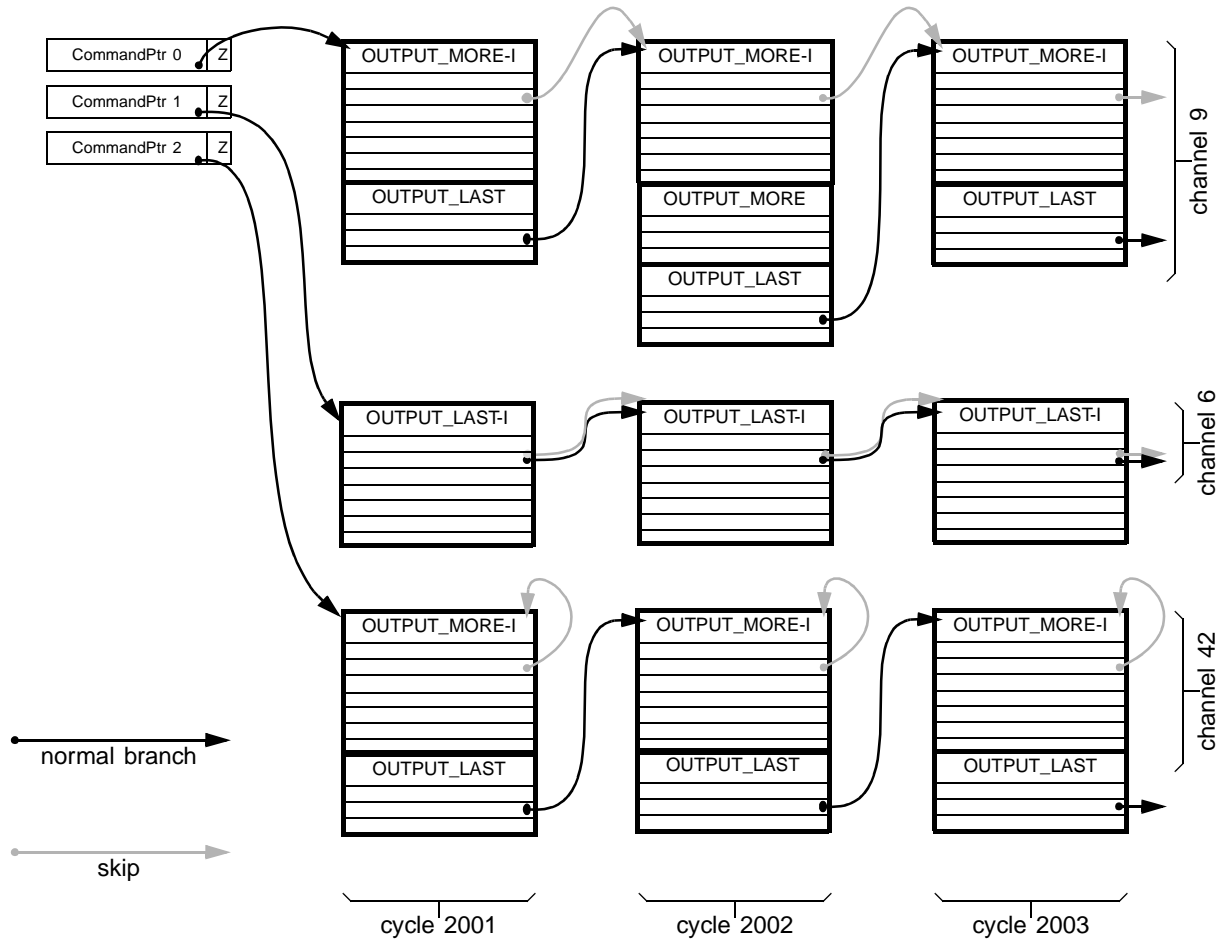 CommandPtr 0 Z
CommandPtr 1 Z
CommandPtr 2 Z
OUTPUT_MORE-I
OUTPUT_LAST
OUTPUT_MORE-I
OUTPUT_MORE
OUTPUT_LAST
OUTPUT_MORE-I
OUTPUT_LAST
channel 9
OUTPUT_LAST-I
OUTPUT_LAST-I
OUTPUT_LAST-I
channel 6
OUTPUT_MORE-I
OUTPUT_LAST
OUTPUT_MORE-I
OUTPUT_LAST
OUTPUT_MORE-I
OUTPUT_LAST
channel 42
normal branch
skip
cycle 2001
cycle 2002
cycle 2003